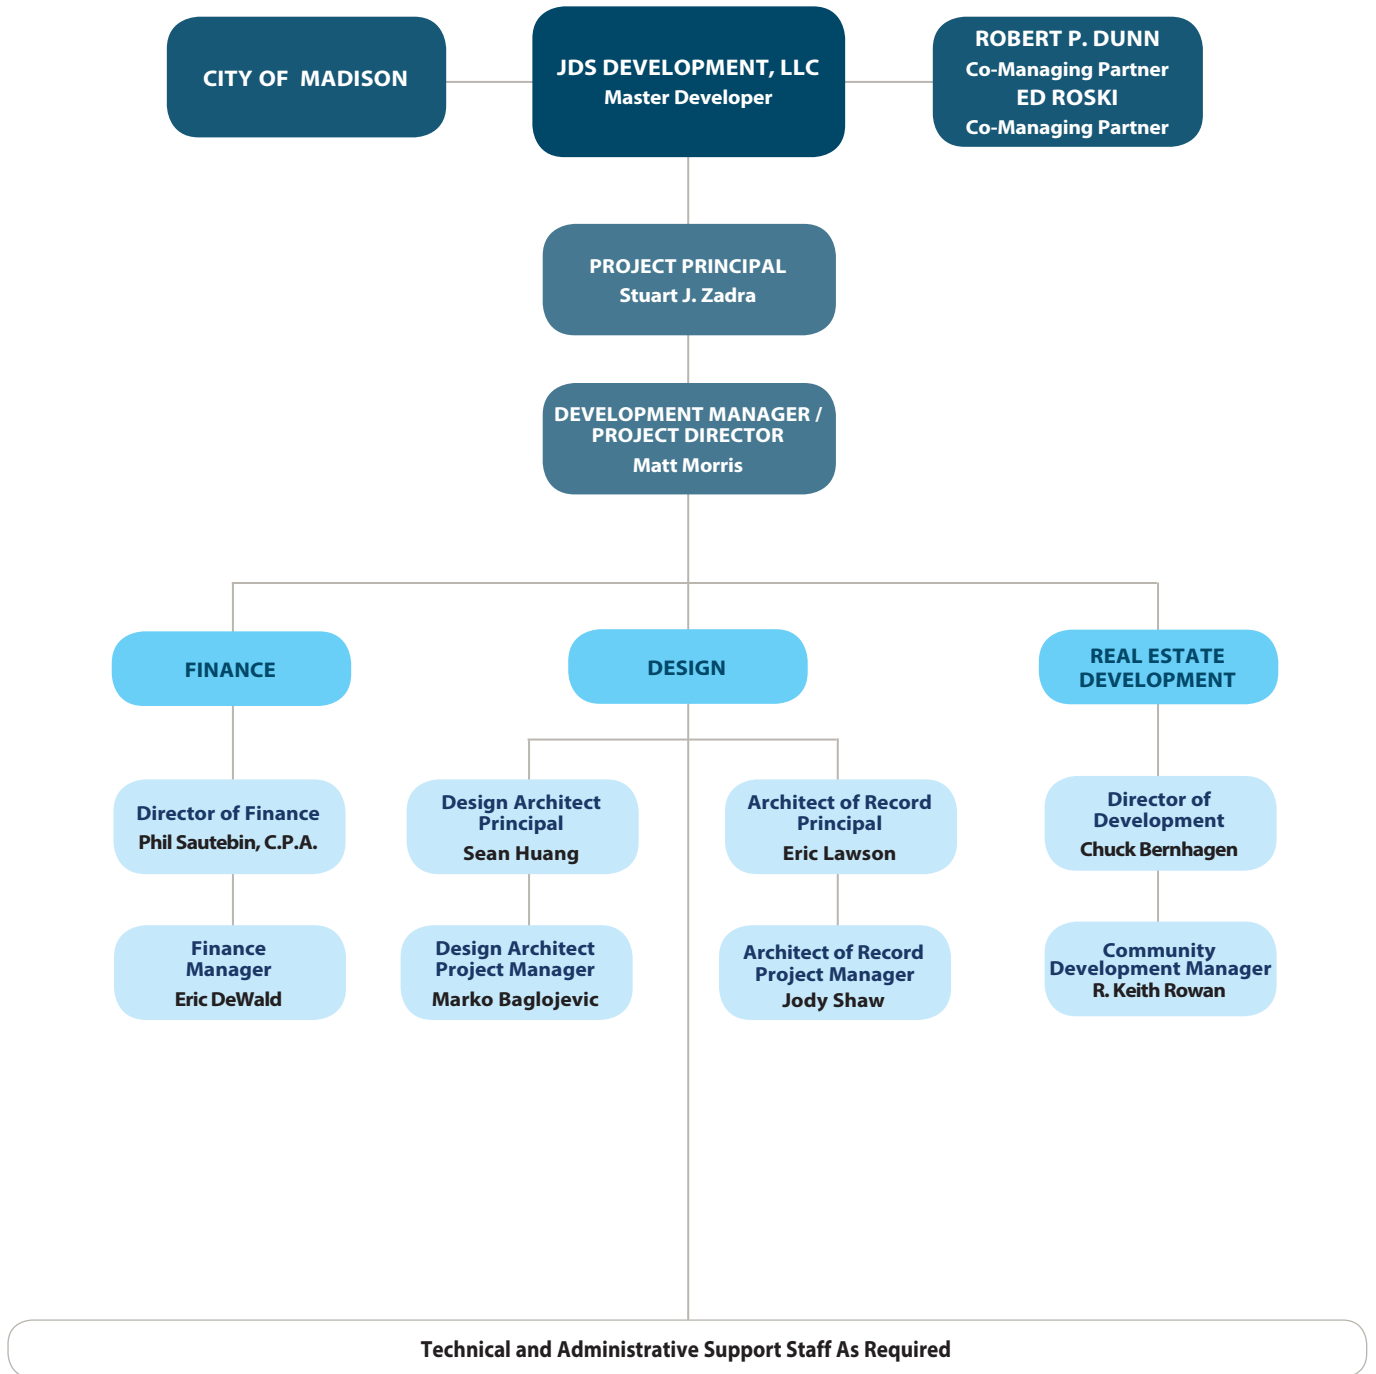 CITY OF MADISON
JDS DEVELOPMENT, LLC
Master Developer
ROBERT P. DUNN
Co-Managing Partner
ED ROSKI
Co-Managing Partner
PROJECT PRINCIPAL
Stuart J. Zadra
DEVELOPMENT MANAGER /
PROJECT DIRECTOR
Matt Morris
FINANCE
DESIGN
REAL ESTATE
DEVELOPMENT
Director of Finance
Phil Sautebin, C.P.A.
Design Architect
Principal
Sean Huang
Architect of Record
Principal
Eric Lawson
Director of
Development
Chuck Bernhagen
Finance
Manager
Eric DeWald
Design Architect
Project Manager
Marko Baglojevic
Architect of Record
Project Manager
Jody Shaw
Community
Development Manager
R. Keith Rowan
Technical and Administrative Support Staff As Required